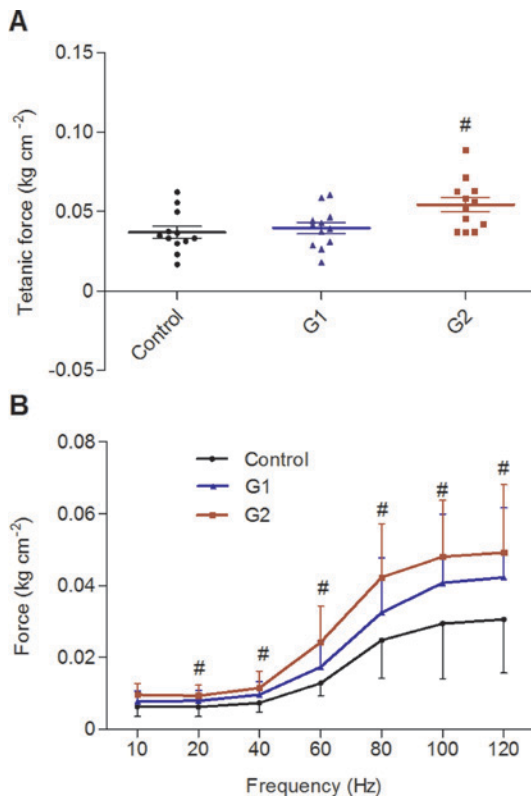 A
Tetanic force (kg cm⁻²)
0.15
0.10
0.05
0
-0.05
#
Control
G1
G2
B
Force (kg cm⁻²)
0.08
0.06
0.04
0.02
0
Control
G1
G2
# # # # # #
10 20 40 60 80 100 120
Frequency (Hz)